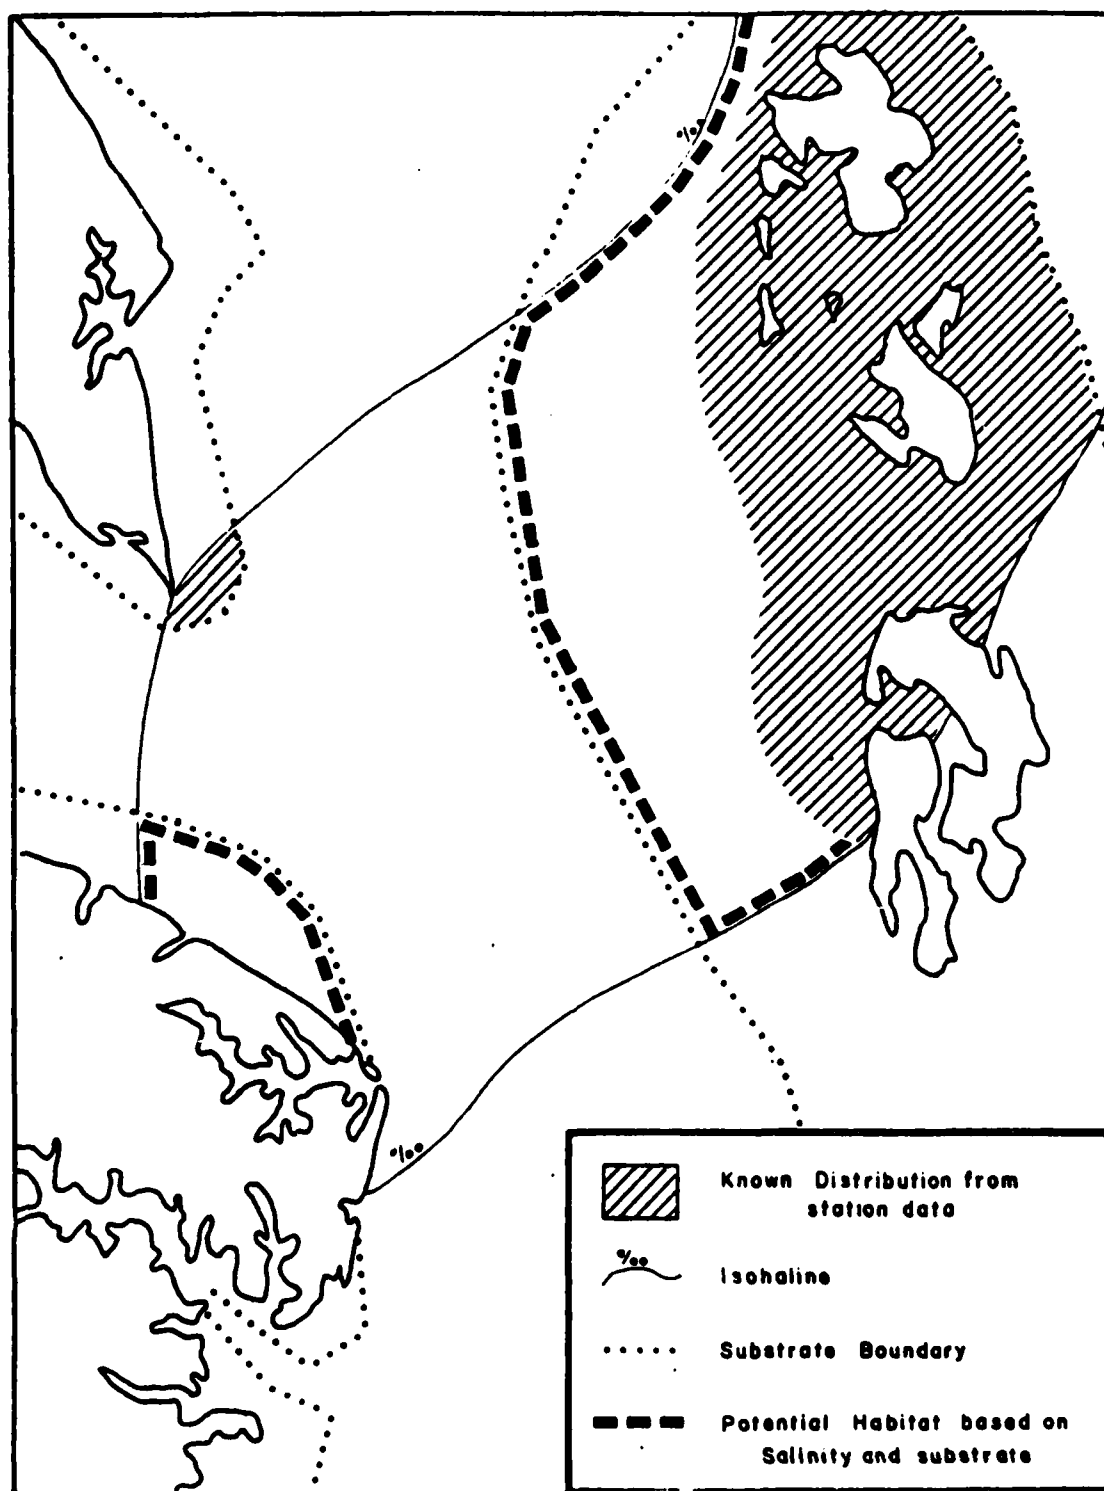 ‰
‰
Known Distribution from
station data
‰
Isohaline
Substrate Boundary
Potential Habitat based on
Salinity and substrate